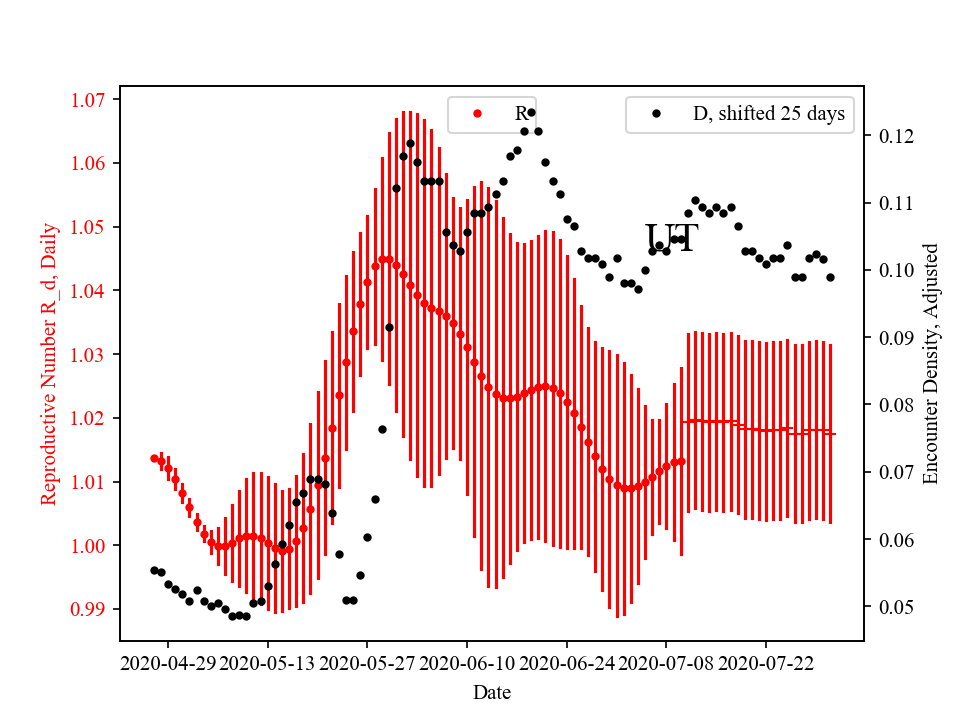 R
D, shifted 25 days
UT
Reproductive Number R_d, Daily
1.07
1.06
1.05
1.04
1.03
1.02
1.01
1.00
0.99
0.12
0.11
0.10
0.09
0.08
0.07
0.06
0.05
Encounter Density, Adjusted
2020-04-29 2020-05-13 2020-05-27 2020-06-10 2020-06-24 2020-07-08 2020-07-22
Date